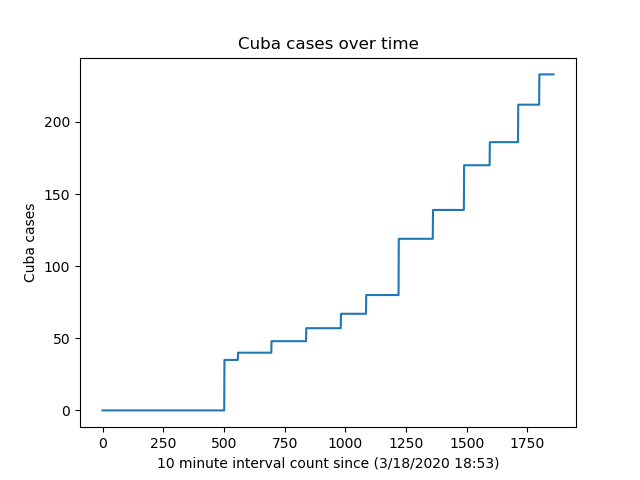 Cuba cases over time
200
150
100
50
0
Cuba cases
0 250 500 750 1000 1250 1500 1750
10 minute interval count since (3/18/2020 18:53)